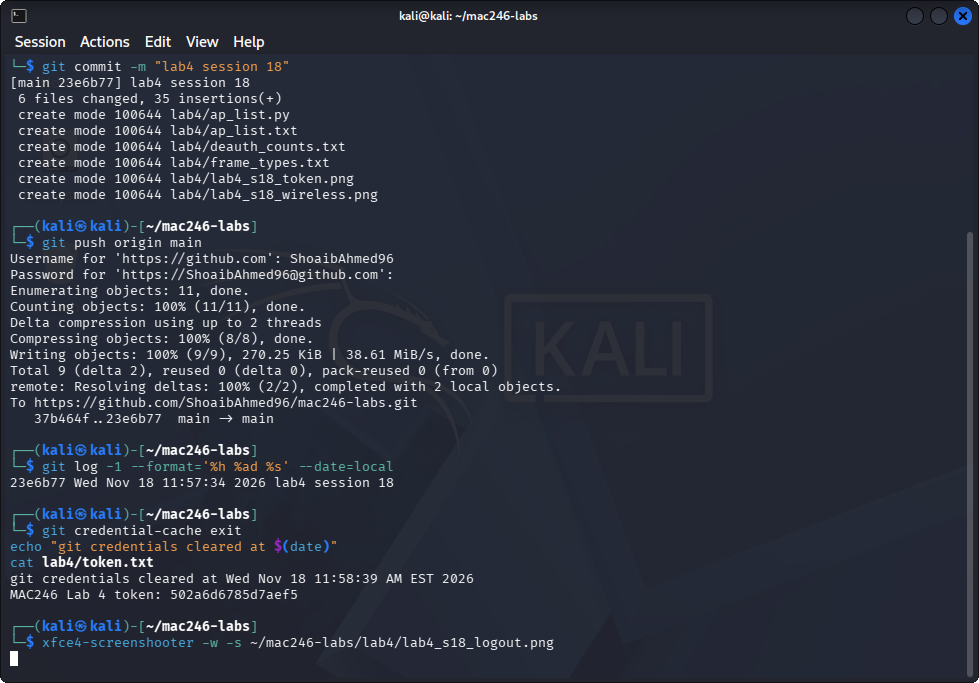 kali@kali: ~/mac246-labs
Session Actions Edit View Help
└─$ git commit -m "lab4 session 18"
[main 23e6b77] lab4 session 18
 6 files changed, 35 insertions(+)
 create mode 100644 lab4/ap_list.py
 create mode 100644 lab4/ap_list.txt
 create mode 100644 lab4/deauth_counts.txt
 create mode 100644 lab4/frame_types.txt
 create mode 100644 lab4/lab4_s18_token.png
 create mode 100644 lab4/lab4_s18_wireless.png
┌──(kali㉿kali)-[~/mac246-labs]
└─$ git push origin main
Username for 'https://github.com': ShoaibAhmed96
Password for 'https://ShoaibAhmed96@github.com':
Enumerating objects: 11, done.
Counting objects: 100% (11/11), done.
Delta compression using up to 2 threads
Compressing objects: 100% (8/8), done.
Writing objects: 100% (9/9), 270.25 KiB | 38.61 MiB/s, done.
Total 9 (delta 2), reused 0 (delta 0), pack-reused 0 (from 0)
remote: Resolving deltas: 100% (2/2), completed with 2 local objects.
To https://github.com/ShoaibAhmed96/mac246-labs.git
   37b464f..23e6b77  main -> main
┌──(kali㉿kali)-[~/mac246-labs]
└─$ git log -1 --format='%h %ad %s' --date=local
23e6b77 Wed Nov 18 11:57:34 2026 lab4 session 18
┌──(kali㉿kali)-[~/mac246-labs]
└─$ git credential-cache exit
echo "git credentials cleared at $(date)"
cat lab4/token.txt
git credentials cleared at Wed Nov 18 11:58:39 AM EST 2026
MAC246 Lab 4 token: 502a6d6785d7aef5
┌──(kali㉿kali)-[~/mac246-labs]
└─$ xfce4-screenshooter -w -s ~/mac246-labs/lab4/lab4_s18_logout.png
KALI